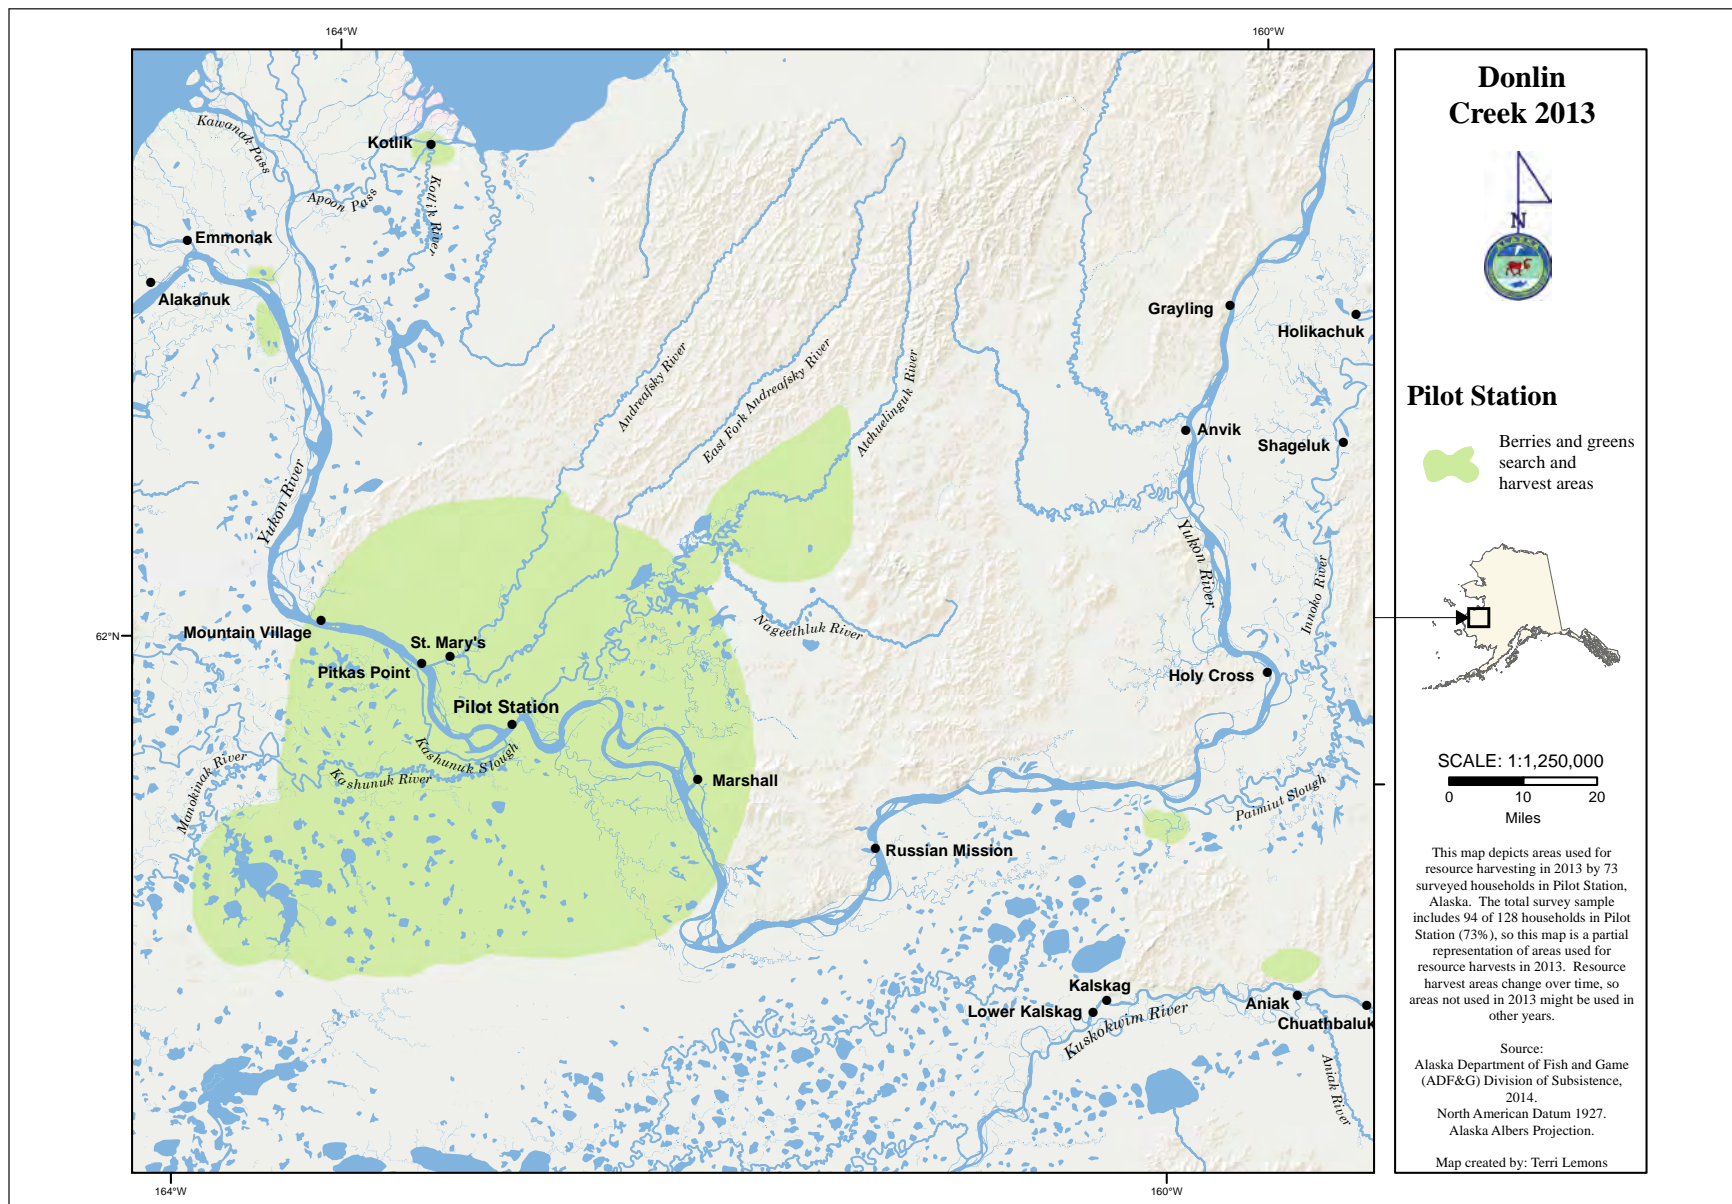 164°W
160°W
Donlin
Creek 2013
Kawanak Pass
Kotlik
Apoon Pass
Kotlik River
N
ALASKA
Emmonak
Alakanuk
Grayling
Holikachuk
Andreafsky River
East Fork Andreafsky River
Atchuelinguk River
Pilot Station
Berries and greens
search and
harvest areas
Anvik
Shageluk
Yukon River
Yukon River
Innoko River
62°N
Mountain Village
St. Mary's
Pitkas Point
Nageethluk River
Holy Cross
Pilot Station
Kashunuk Slough
Kashunuk River
Manokinak River
Marshall
Paimiut Slough
Russian Mission
SCALE: 1:1,250,000
0 10 20
Miles
This map depicts areas used for
resource harvesting in 2013 by 73
surveyed households in Pilot Station,
Alaska. The total survey sample
includes 94 of 128 households in Pilot
Station (73%), so this map is a partial
representation of areas used for
resource harvests in 2013. Resource
harvest areas change over time, so
areas not used in 2013 might be used in
other years.
Kalskag
Lower Kalskag
Kuskokwim River
Aniak
Chuathbaluk
Aniak River
Source:
Alaska Department of Fish and Game
(ADF&G) Division of Subsistence,
2014.
North American Datum 1927.
Alaska Albers Projection.
Map created by: Terri Lemons
164°W
160°W